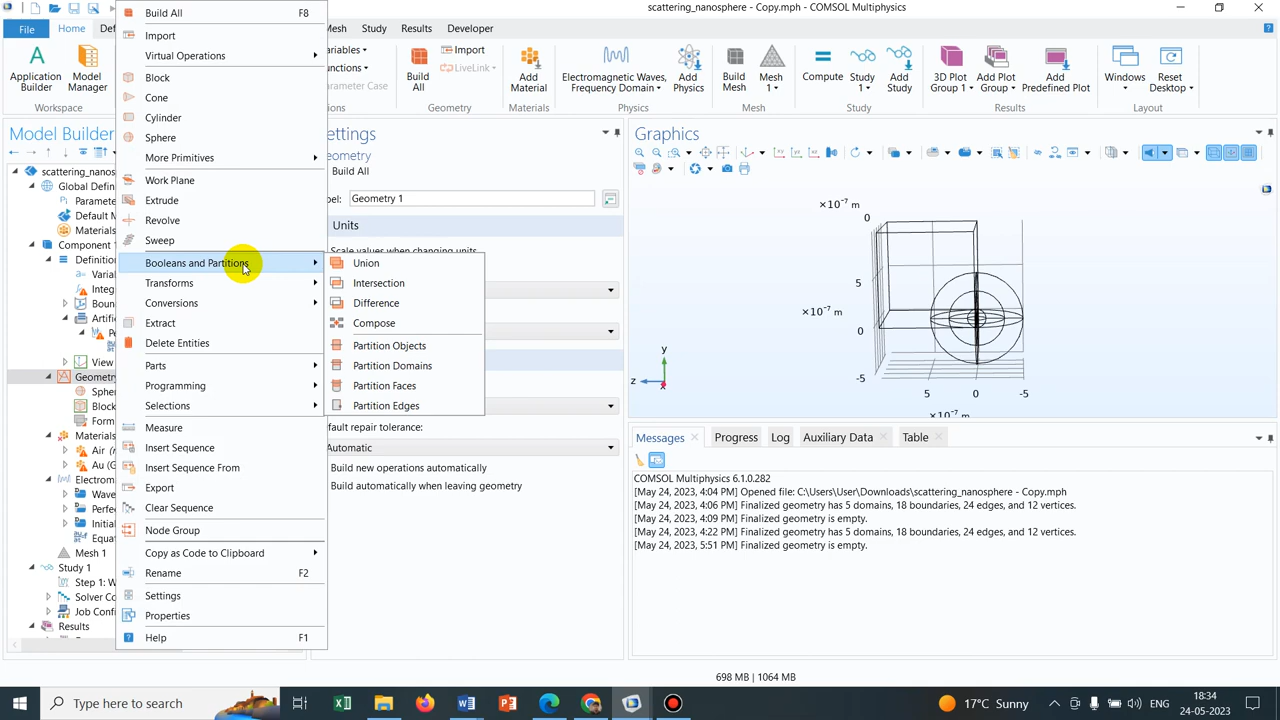 scattering_nanosphere - Copy.mph - COMSOL Multiphysics
File
Home
Mesh
Study
Results
Developer
Application
Builder
Model
Manager
Workspace
Build
All
Import
LiveLink
Geometry
Add
Material
Materials
Electromagnetic Waves,
Frequency Domain
Add
Physics
Physics
Build
Mesh
Mesh
1
Mesh
Compute
Study
1
Add
Study
Study
3D Plot
Group 1
Add Plot
Group
Add
Predefined Plot
Results
Windows
Reset
Desktop
Layout
Build All F8
Import
Virtual Operations
Block
Cone
Cylinder
Sphere
More Primitives
Work Plane
Extrude
Revolve
Sweep
Booleans and Partitions
Transforms
Conversions
Extract
Delete Entities
Parts
Programming
Selections
Measure
Insert Sequence
Insert Sequence From
Export
Clear Sequence
Node Group
Copy as Code to Clipboard
Rename F2
Settings
Properties
Help F1
Union
Intersection
Difference
Compose
Partition Objects
Partition Domains
Partition Faces
Partition Edges
Model Builder
Study 1
Results
Mesh 1
Build All
Geometry 1
Units
Scale values when changing units
Automatic
Build new operations automatically
Build automatically when leaving geometry
Graphics
×10⁻⁷ m
0
×10⁻⁷ m
5
0
-5
5 0 -5
×10⁻⁷ m
y
z
x
Messages
Progress
Log
Auxiliary Data
Table
COMSOL Multiphysics 6.1.0.282
[May 24, 2023, 4:04 PM] Opened file: C:\Users\User\Downloads\scattering_nanosphere - Copy.mph
[May 24, 2023, 4:06 PM] Finalized geometry has 5 domains, 18 boundaries, 24 edges, and 12 vertices.
[May 24, 2023, 4:09 PM] Finalized geometry is empty.
[May 24, 2023, 4:22 PM] Finalized geometry has 5 domains, 18 boundaries, 24 edges, and 12 vertices.
[May 24, 2023, 5:51 PM] Finalized geometry is empty.
698 MB | 1064 MB
Type here to search
17°C Sunny
ENG
18:34
24-05-2023